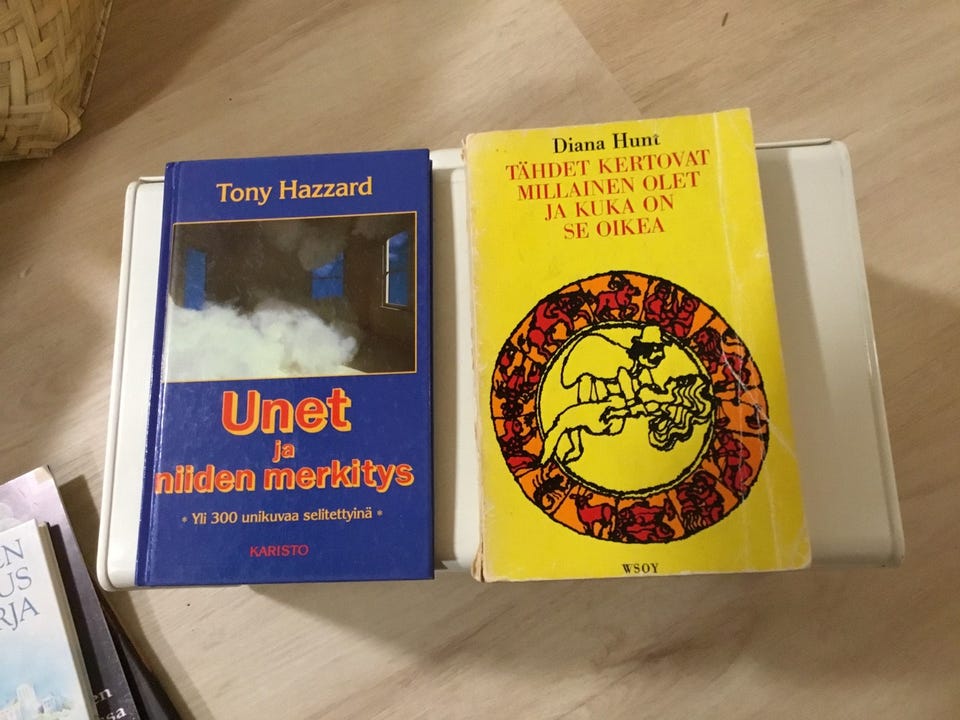 Tony Hazzard
Unet
ja
niiden merkitys
* Yli 300 unikuvaa selitettyinä *
KARISTO
Diana Hunt
TÄHDET KERTOVAT
MILLAINEN OLET
JA KUKA ON
SE OIKEA
WSOY